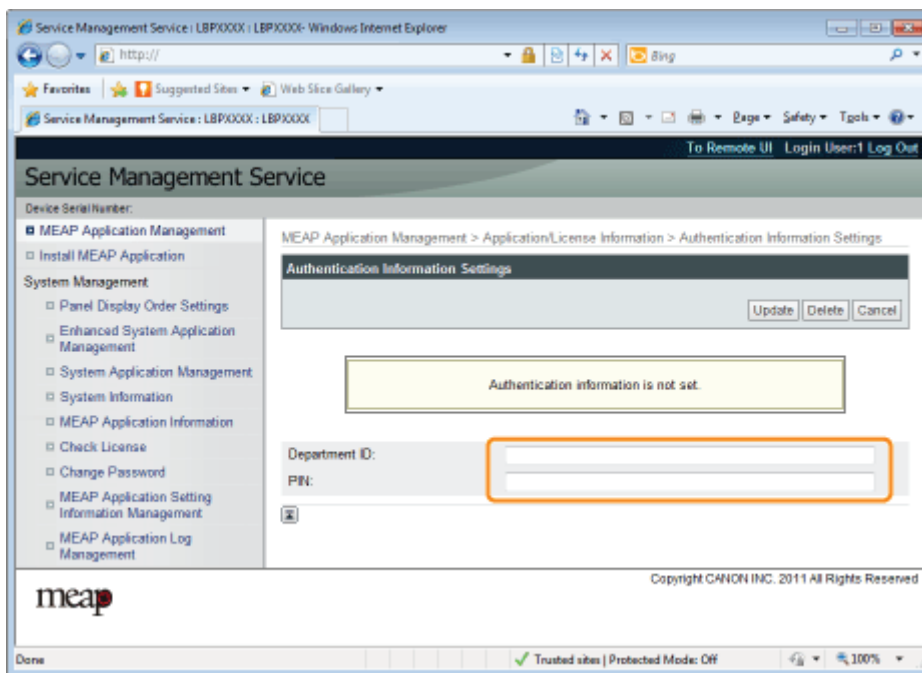 Service Management Service : LBPXXXX : LBPXXXX- Windows Internet Explorer
http://
Bing
Favorites Suggested Sites Web Slice Gallery
Service Management Service : LBPXXXX : LBPXXXX
Page Safety Tools
To Remote UI Login User:1 Log Out
Service Management Service
Device Serial Number:
MEAP Application Management
Install MEAP Application
System Management
Panel Display Order Settings
Enhanced System Application
Management
System Application Management
System Information
MEAP Application Information
Check License
Change Password
MEAP Application Setting
Information Management
MEAP Application Log
Management
MEAP Application Management > Application/License Information > Authentication Information Settings
Authentication Information Settings
Update Delete Cancel
Authentication information is not set.
Department ID:
PIN:
Copyright CANON INC. 2011 All Rights Reserved
meap
Done Trusted sites | Protected Mode: Off 100%